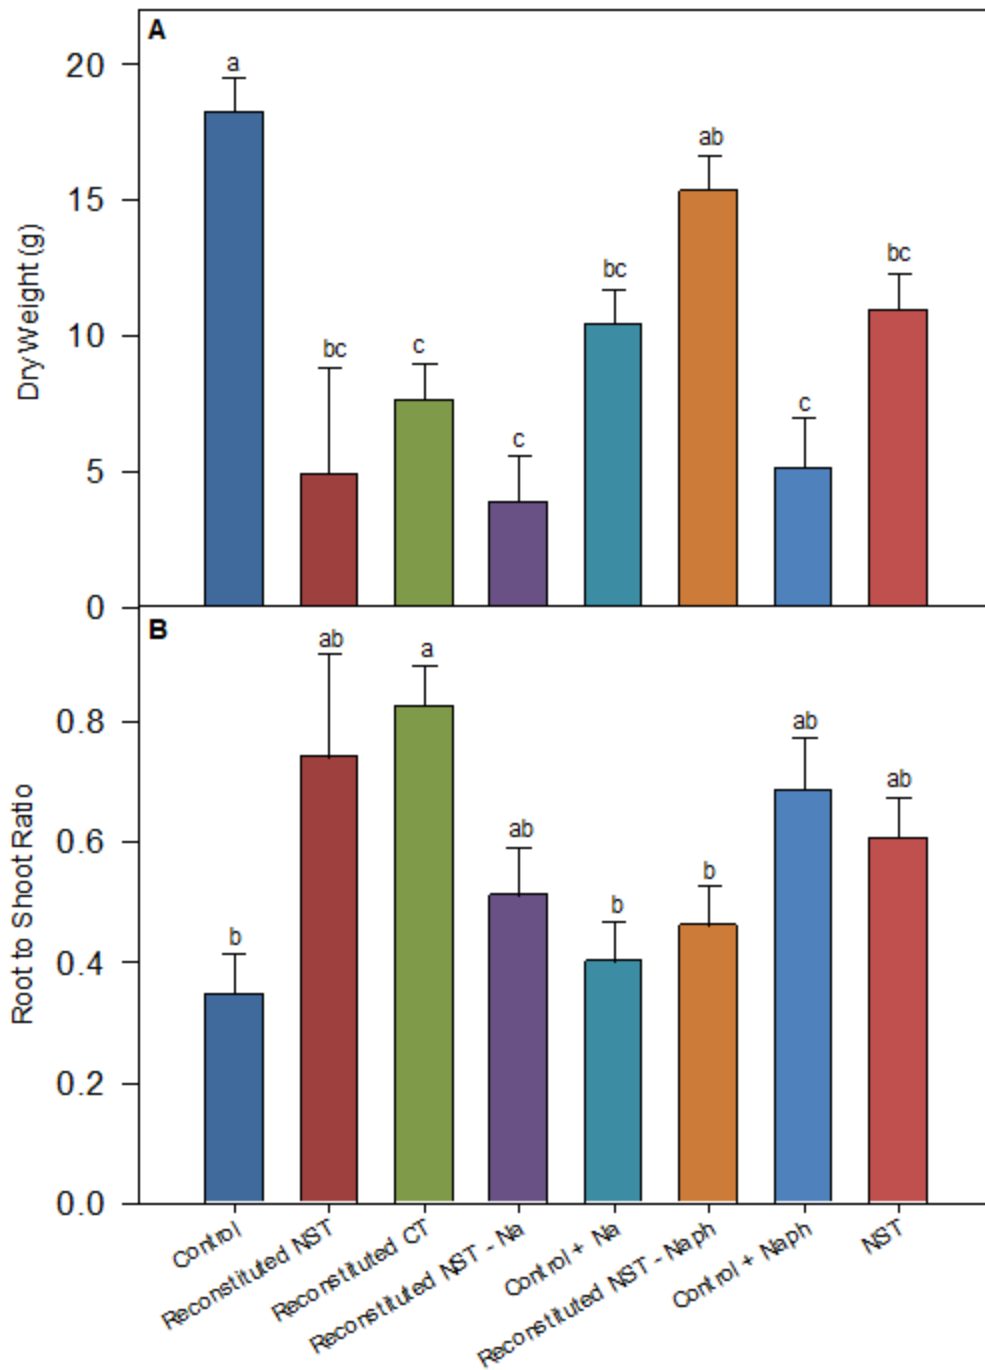 A
20
15
10
5
0
Dry Weight (g)
a
bc
c
c
bc
ab
c
bc
B
0.8
0.6
0.4
0.2
0.0
Root to Shoot Ratio
b
ab
a
ab
b
b
ab
ab
Control
Reconstituted NST
Reconstituted CT
Reconstituted NST - Na
Control + Na
Reconstituted NST - Naph
Control + Naph
NST